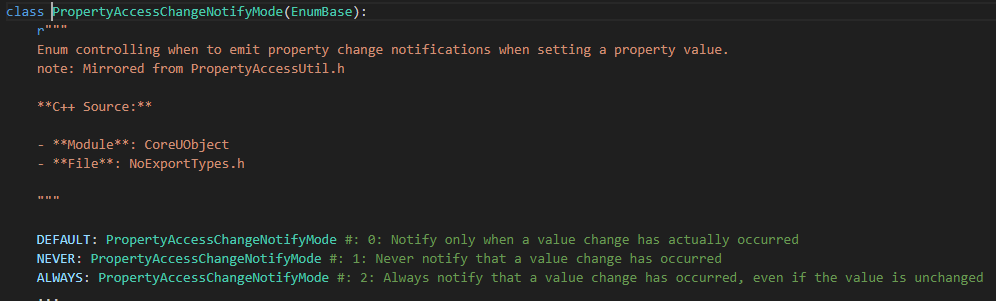 class PropertyAccessChangeNotifyMode(EnumBase):
r"""
Enum controlling when to emit property change notifications when setting a property value.
note: Mirrored from PropertyAccessUtil.h
**C++ Source:**
- **Module**: CoreUObject
- **File**: NoExportTypes.h
"""
DEFAULT: PropertyAccessChangeNotifyMode #: 0: Notify only when a value change has actually occurred
NEVER: PropertyAccessChangeNotifyMode #: 1: Never notify that a value change has occurred
ALWAYS: PropertyAccessChangeNotifyMode #: 2: Always notify that a value change has occurred, even if the value is unchanged
...